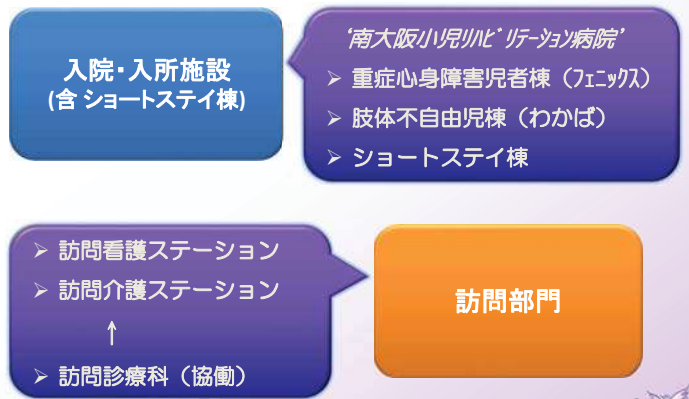 入院・入所施設
(含 ショートステイ棟)
‘南大阪小児ﾘﾊﾋﾞﾘﾃｰｼｮﾝ病院’
➢ 重症心身障害児者棟（ﾌｪﾆｯｸｽ）
➢ 肢体不自由児棟（わかば）
➢ ショートステイ棟
➢ 訪問看護ステーション
➢ 訪問介護ステーション
↑
➢ 訪問診療科（協働）
訪問部門